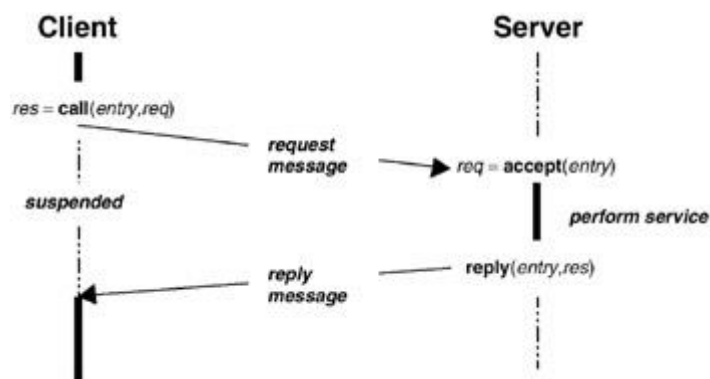 Client
Server
res = call(entry,req)
request
message
req = accept(entry)
suspended
perform service
reply
message
reply(entry,res)